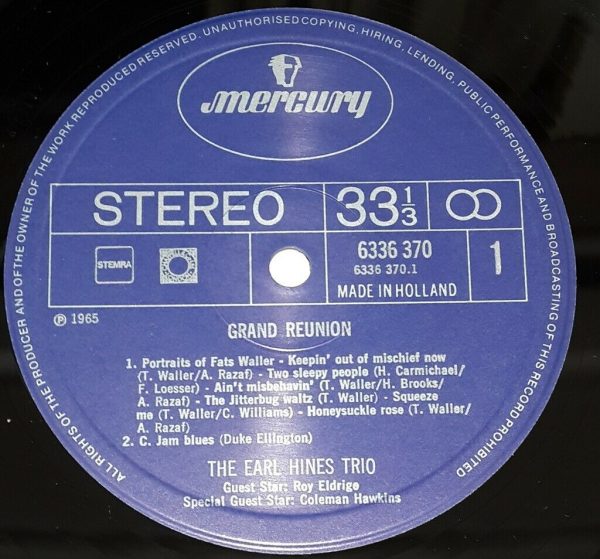 ALL RIGHTS OF THE PRODUCER AND OF THE OWNER OF THE WORK REPRODUCED RESERVED. UNAUTHORISED COPYING, HIRING, LENDING, PUBLIC PERFORMANCE AND BROADCASTING OF THIS RECORD PROHIBITED
mercury
STEREO 33 1/3
STEMRA
6336 370
6336 370.1
MADE IN HOLLAND
1
℗ 1965
GRAND REUNION
1. Portraits of Fats Waller - Keepin' out of mischief now
(T. Waller/A. Razaf) - Two sleepy people (H. Carmichael/
F. Loesser) - Ain't misbehavin' (T. Waller/H. Brooks/
A. Razaf) - The Jitterbug waltz (T. Waller) - Squeeze
me (T. Waller/C. Williams) - Honeysuckle rose (T. Waller/
A. Razaf)
2. C. Jam blues (Duke Ellington)
THE EARL HINES TRIO
Guest Star: Roy Eldrige
Special Guest Star: Coleman Hawkins